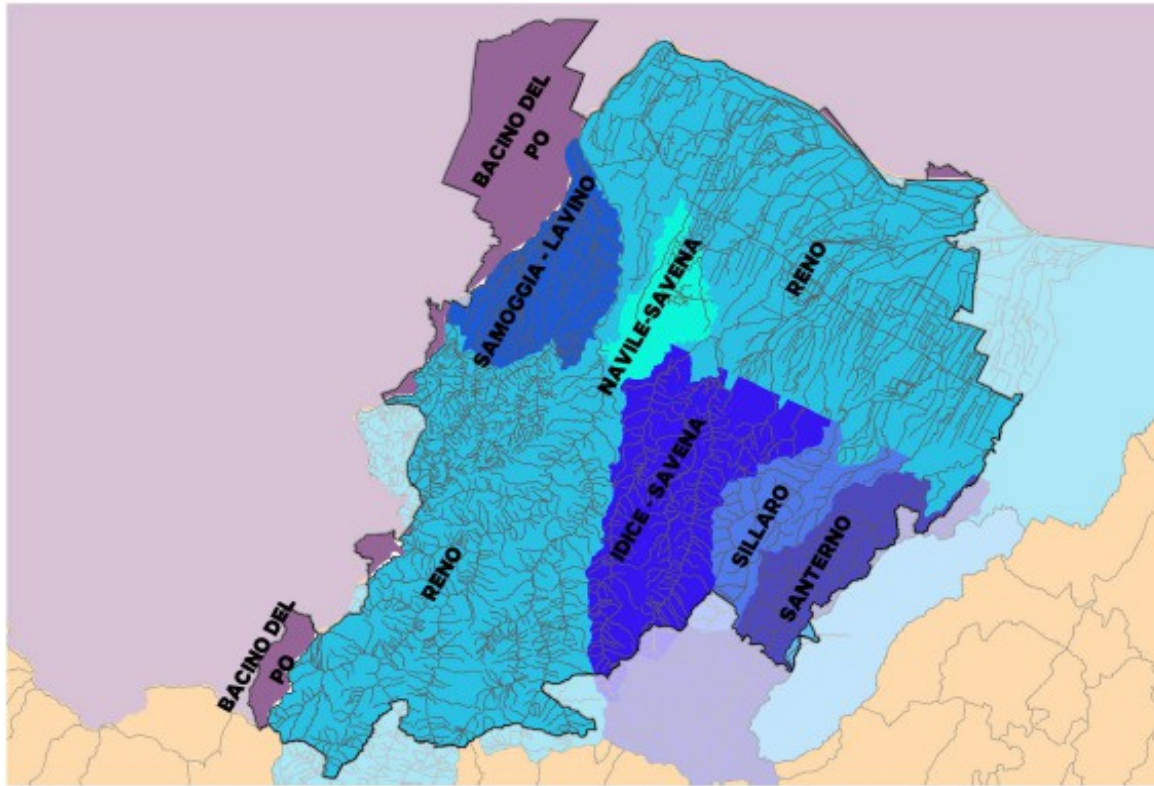 BACINO DEL
PO
SAMOGGIA - LAVINO
NAVILE-SAVENA
RENO
IDICE - SAVENA
SILLARO
SANTERNO
RENO
BACINO DEL
PO